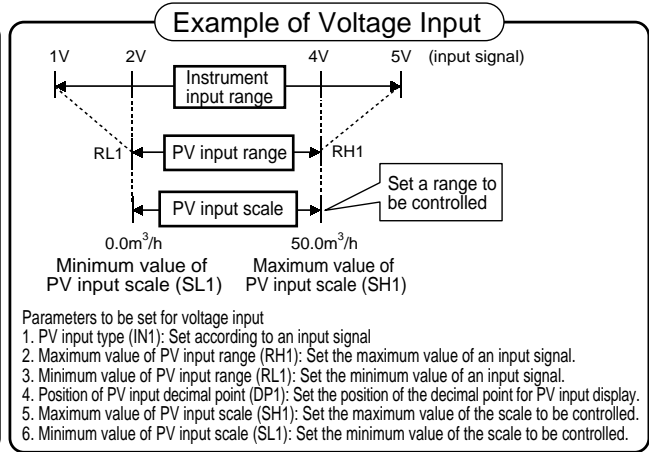 Example of Voltage Input
1V 2V 4V 5V (input signal)
Instrument
input range
RL1 PV input range RH1
PV input scale
Set a range to
be controlled
0.0m³/h 50.0m³/h
Minimum value of Maximum value of
PV input scale (SL1) PV input scale (SH1)
Parameters to be set for voltage input
1. PV input type (IN1): Set according to an input signal
2. Maximum value of PV input range (RH1): Set the maximum value of an input signal.
3. Minimum value of PV input range (RL1): Set the minimum value of an input signal.
4. Position of PV input decimal point (DP1): Set the position of the decimal point for PV input display.
5. Maximum value of PV input scale (SH1): Set the maximum value of the scale to be controlled.
6. Minimum value of PV input scale (SL1): Set the minimum value of the scale to be controlled.